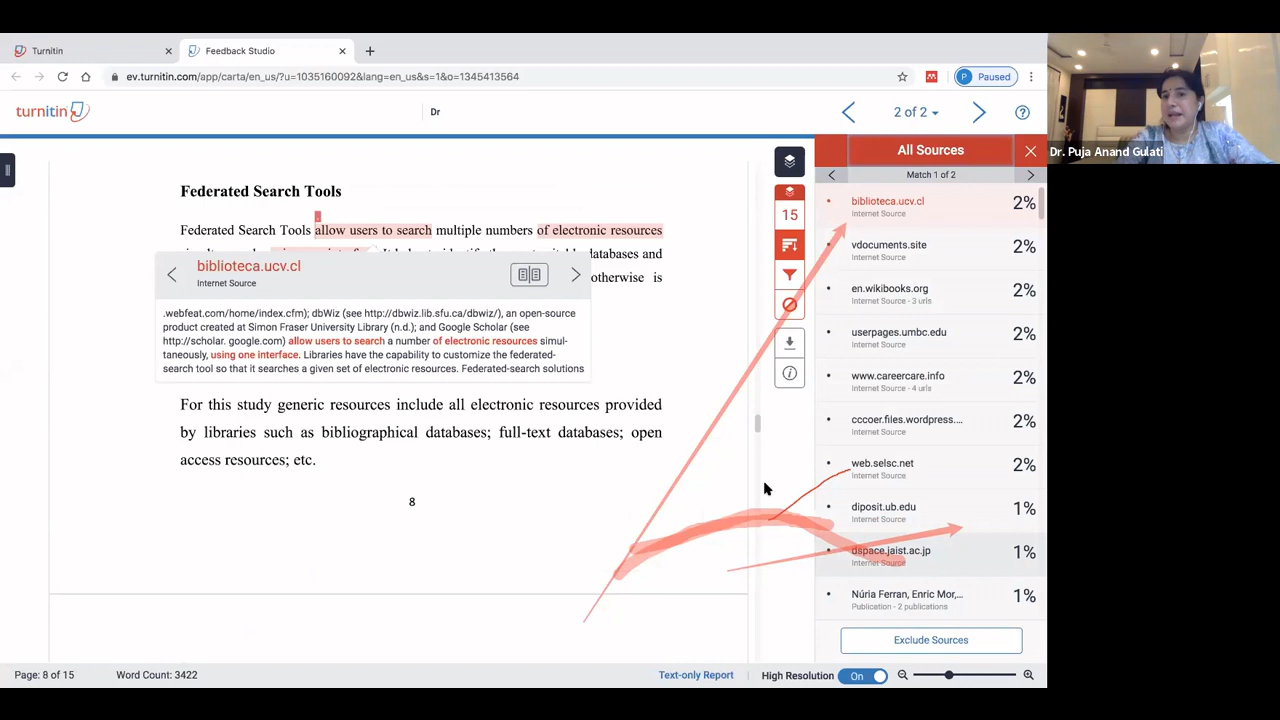 Turnitin
Feedback Studio
ev.turnitin.com/app/carta/en_us/?u=1035160092&lang=en_us&s=1&o=1345413564
P Paused
turnitin
Dr
2 of 2
Dr. Puja Anand Gulati
Federated Search Tools
Federated Search Tools allow users to search multiple numbers of electronic resources
databases and
otherwise is
biblioteca.ucv.cl
Internet Source
.webfeat.com/home/index.cfm); dbWiz (see http://dbwiz.lib.sfu.ca/dbwiz/), an open-source
product created at Simon Fraser University Library (n.d.); and Google Scholar (see
http://scholar. google.com) allow users to search a number of electronic resources simul-
taneously, using one interface. Libraries have the capability to customize the federated-
search tool so that it searches a given set of electronic resources. Federated-search solutions
For this study generic resources include all electronic resources provided
by libraries such as bibliographical databases; full-text databases; open
access resources; etc.
8
15
All Sources
Match 1 of 2
biblioteca.ucv.cl 2%
Internet Source
vdocuments.site 2%
Internet Source
en.wikibooks.org 2%
Internet Source - 3 urls
userpages.umbc.edu 2%
Internet Source
www.careercare.info 2%
Internet Source - 4 urls
cccoer.files.wordpress.... 2%
Internet Source
web.selsc.net 2%
Internet Source
diposit.ub.edu 1%
Internet Source
dspace.jaist.ac.jp 1%
Internet Source
Núria Ferran, Enric Mor,... 1%
Publication - 2 publications
Exclude Sources
Page: 8 of 15
Word Count: 3422
Text-only Report
High Resolution On